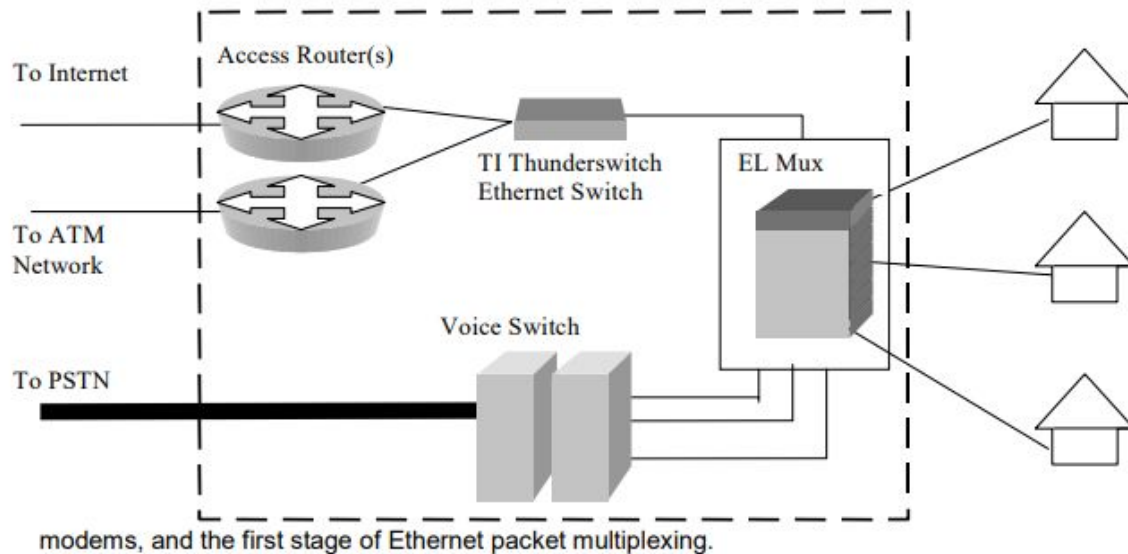 Access Router(s)
To Internet
TI Thunderswitch
Ethernet Switch
EL Mux
To ATM
Network
Voice Switch
To PSTN
modems, and the first stage of Ethernet packet multiplexing.